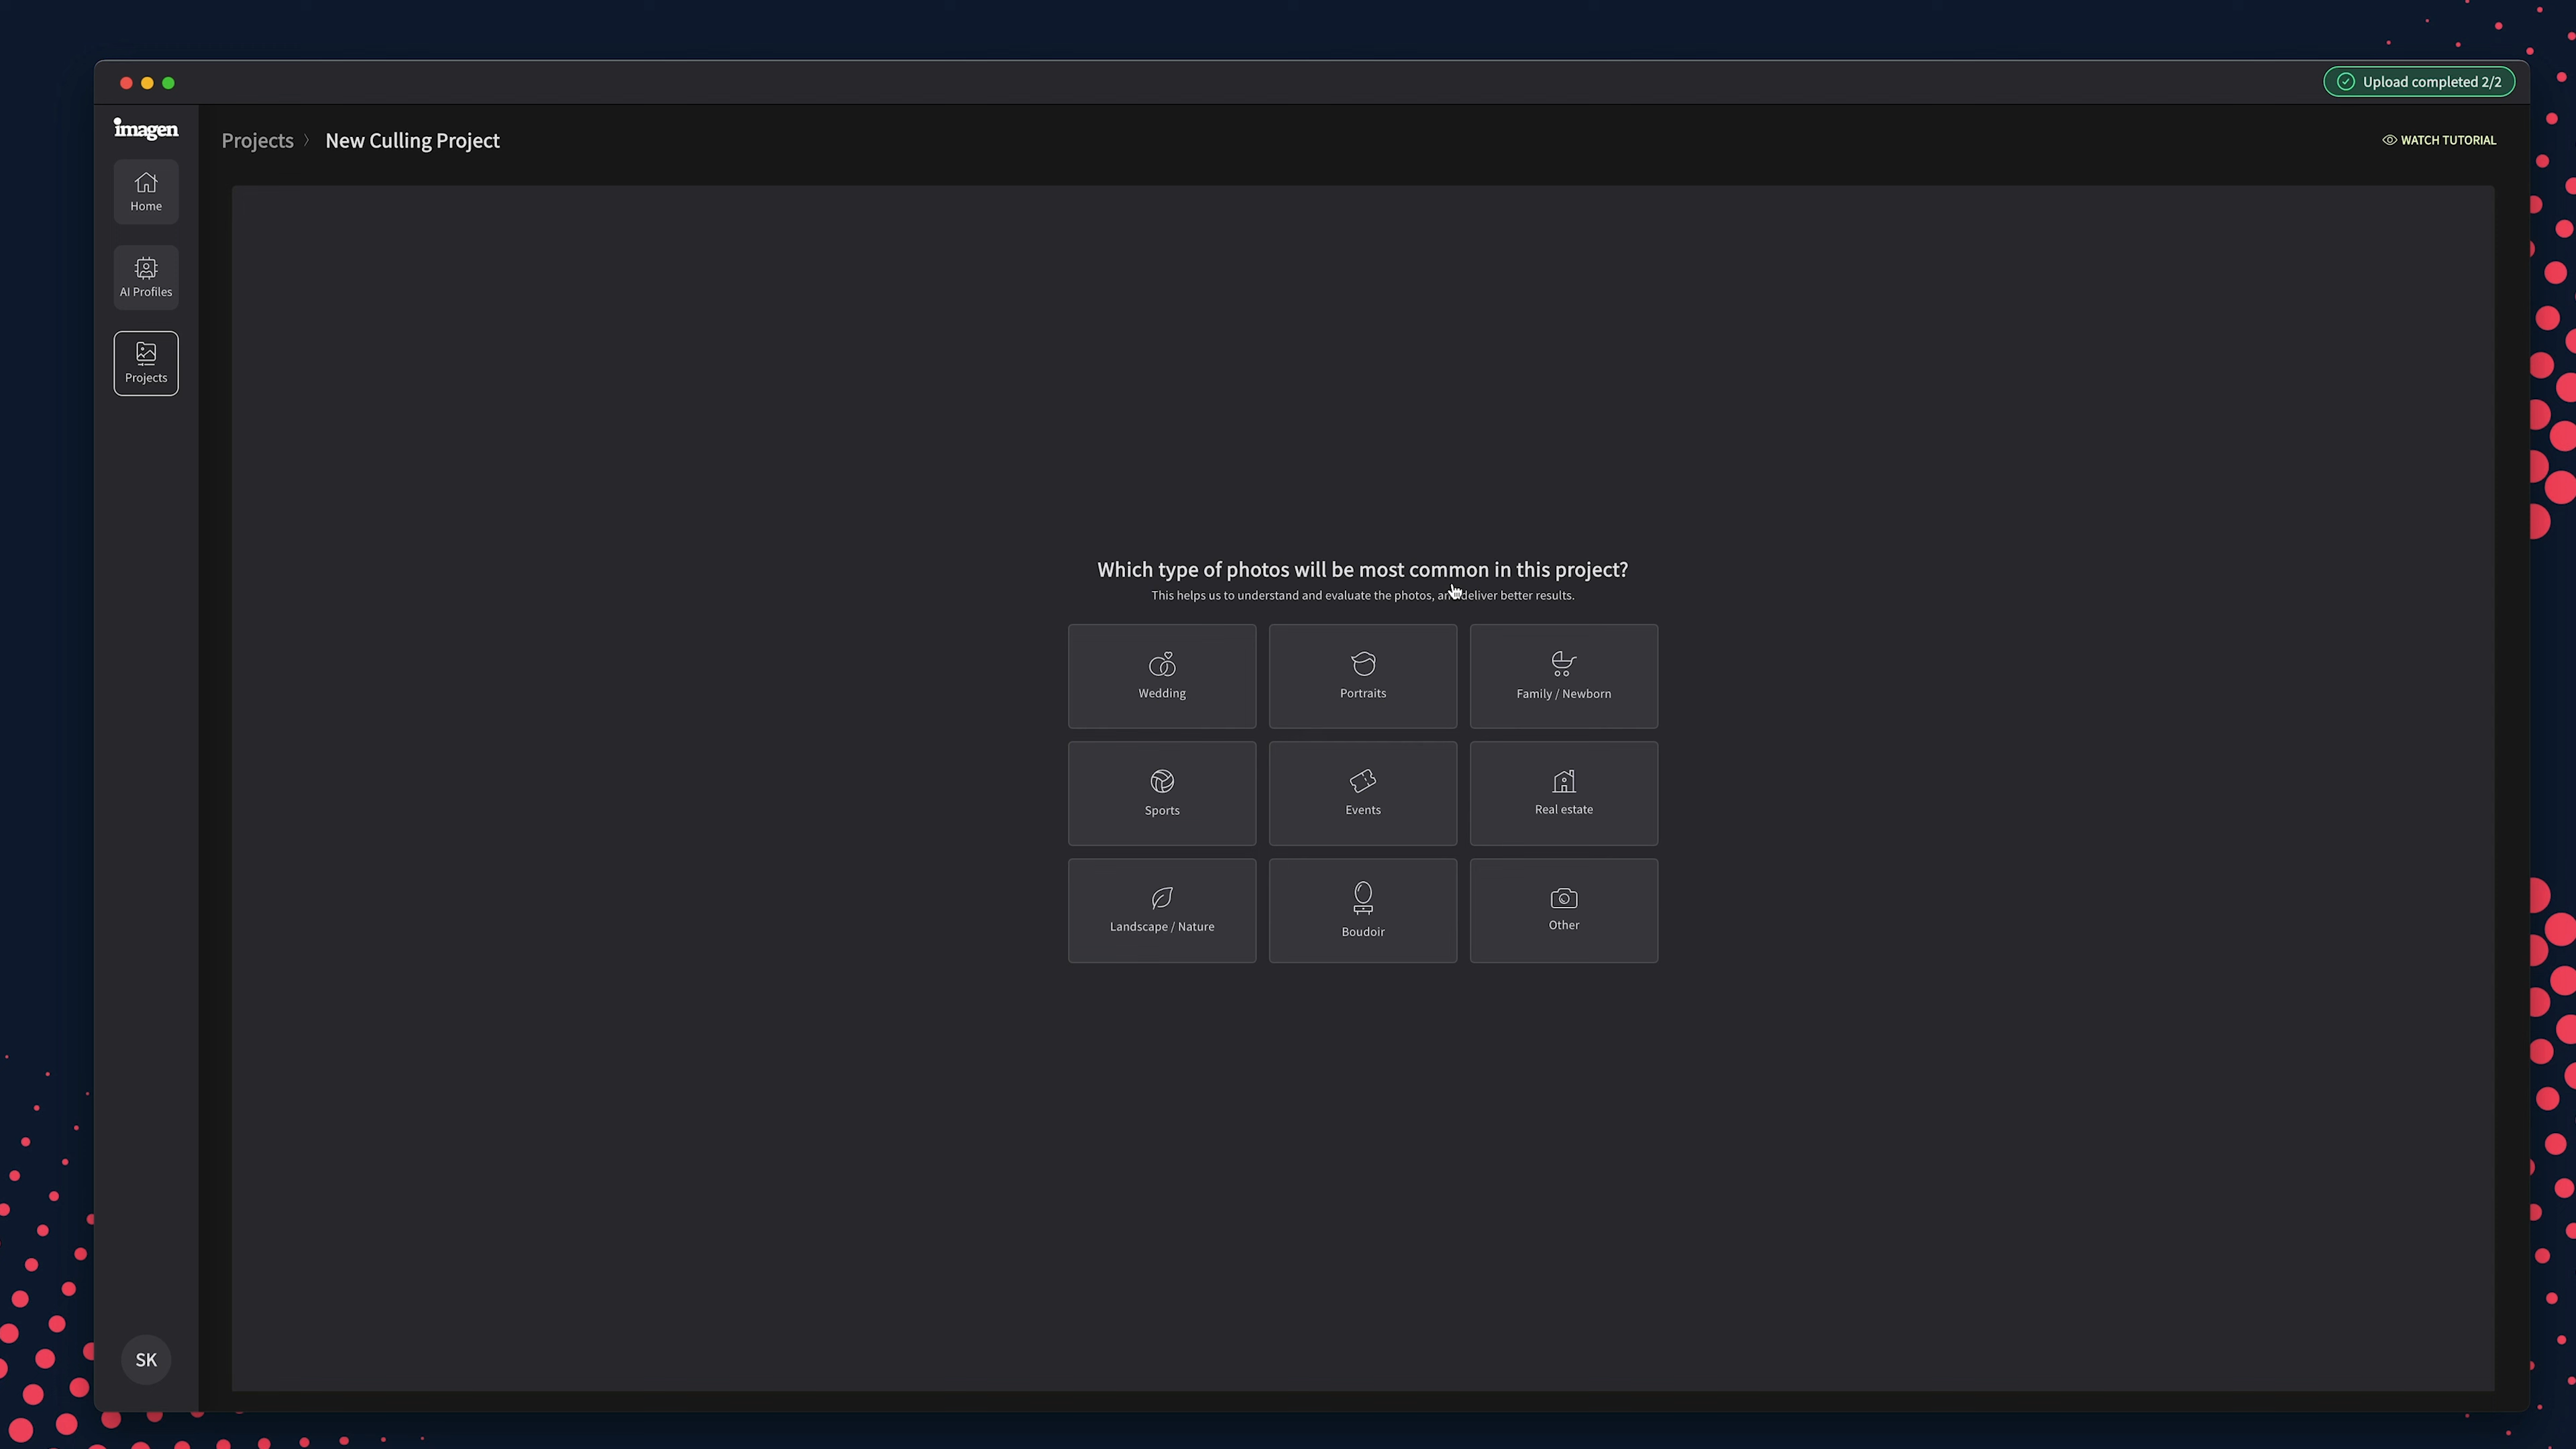 Upload completed 2/2
imagen
Projects > New Culling Project
WATCH TUTORIAL
Home
AI Profiles
Projects
Which type of photos will be most common in this project?
This helps us to understand and evaluate the photos, and deliver better results.
Wedding
Portraits
Family / Newborn
Sports
Events
Real estate
Landscape / Nature
Boudoir
Other
SK